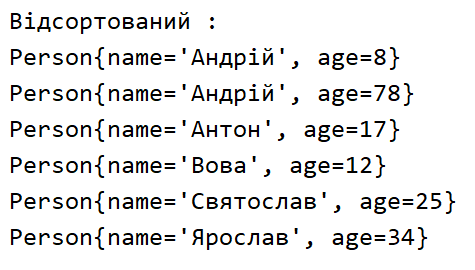 Відсортований :
Person{name='Андрій', age=8}
Person{name='Андрій', age=78}
Person{name='Антон', age=17}
Person{name='Вова', age=12}
Person{name='Святослав', age=25}
Person{name='Ярослав', age=34}